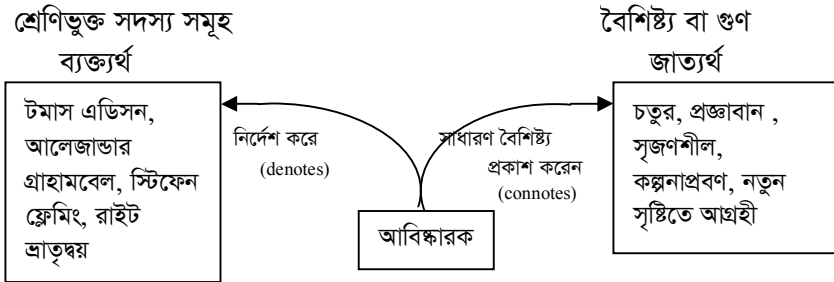 শ্রেণিভুক্ত সদস্য সমূহ
ব্যক্ত্যর্থ
টমাস এডিসন,
আলেজান্ডার
গ্রাহামবেল, স্টিফেন
ফ্লেমিং, রাইট
ভ্রাতৃদ্বয়
নির্দেশ করে
(denotes)
আবিষ্কারক
সাধারণ বৈশিষ্ট্য
প্রকাশ করেন
(connotes)
বৈশিষ্ট্য বা গুণ
জাত্যর্থ
চতুর, প্রজ্ঞাবান ,
সৃজণশীল,
কল্পনাপ্রবণ, নতুন
সৃষ্টিতে আগ্রহী